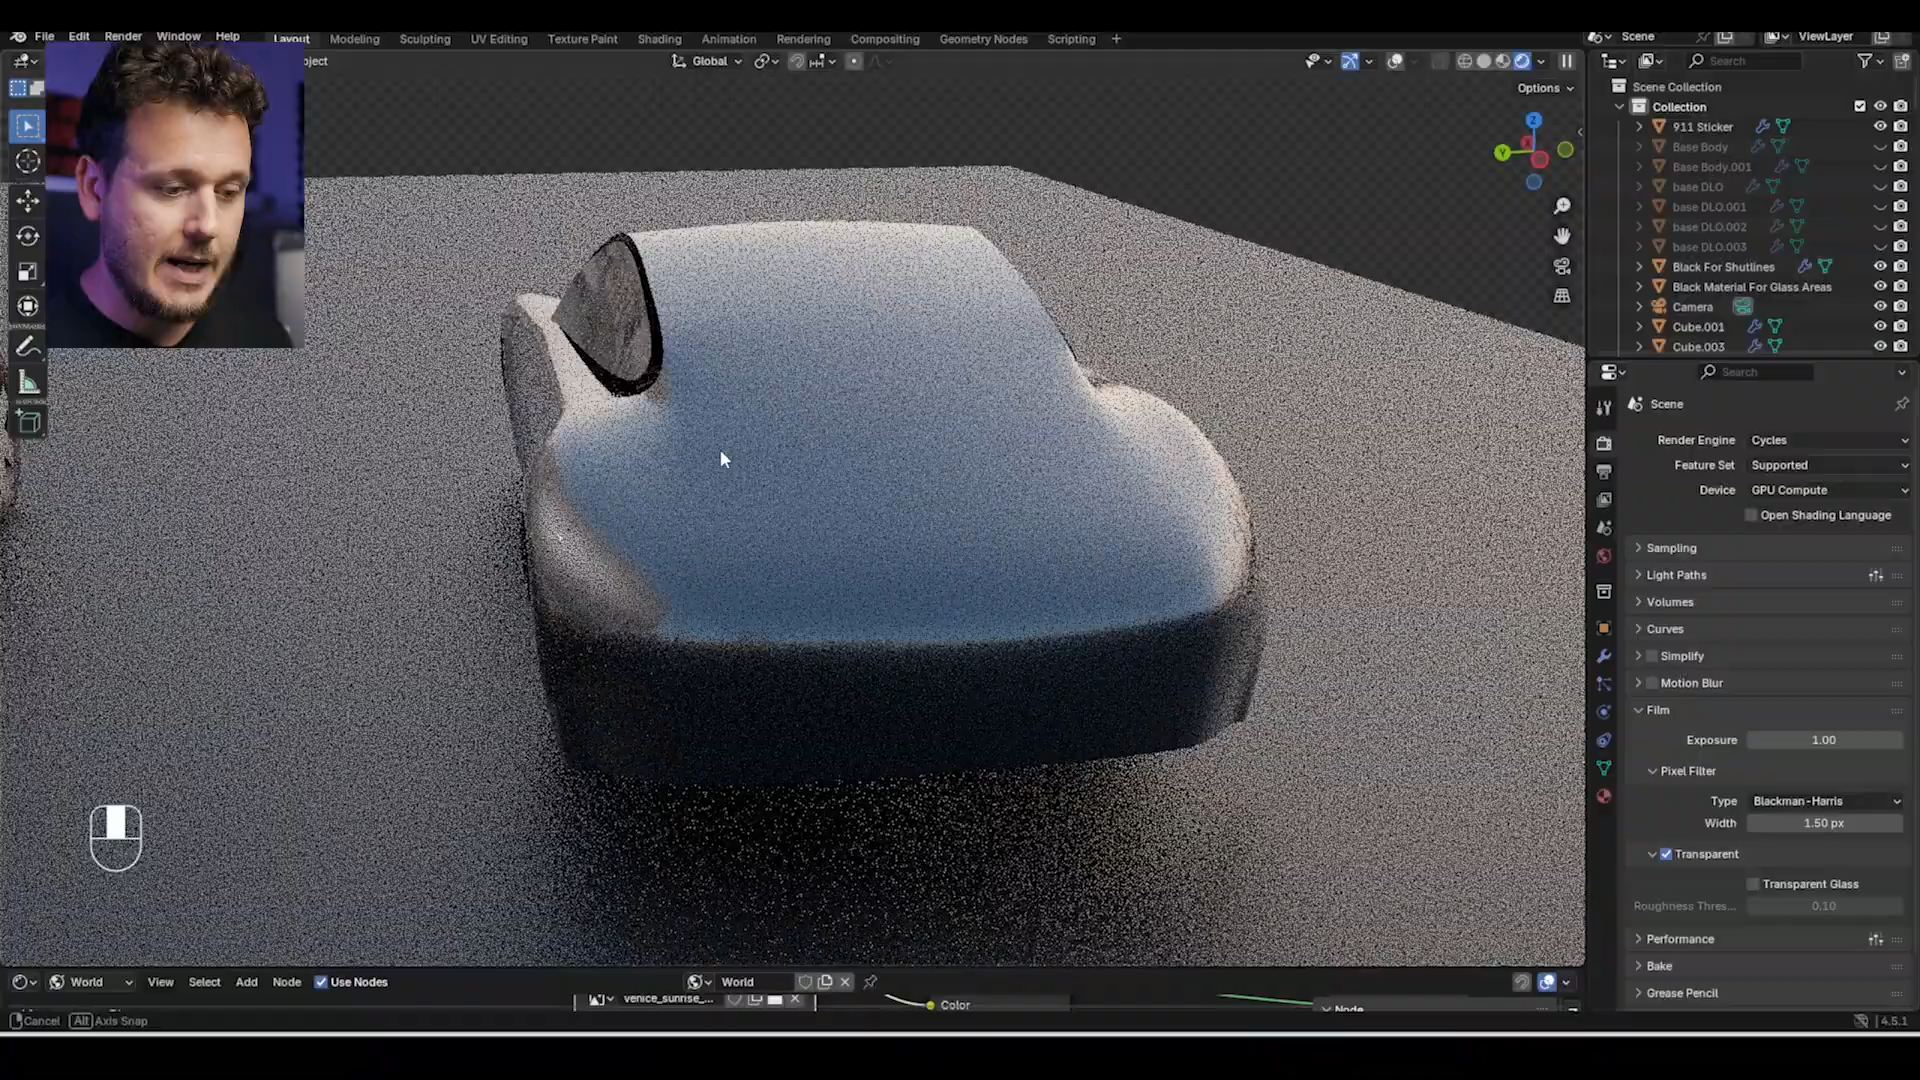 File Edit Render Window Help Layout Modeling Sculpting UV Editing Texture Paint Shading Animation Rendering Compositing Geometry Nodes Scripting + Scene ViewLayer
ject Global Search
Options
Scene Collection
Collection
911 Sticker
Base Body
Base Body.001
base DLO
base DLO.001
base DLO.002
base DLO.003
Black For Shutlines
Black Material For Glass Areas
Camera
Cube.001
Cube.003
Search
Scene
Render Engine Cycles
Feature Set Supported
Device GPU Compute
Open Shading Language
Sampling
Light Paths
Volumes
Curves
Simplify
Motion Blur
Film
Exposure 1.00
Pixel Filter
Type Blackman-Harris
Width 1.50 px
Transparent
Transparent Glass
Roughness Thres... 0.10
Performance
Bake
Grease Pencil
X Y Z
World View Select Add Node Use Nodes World
venice_sunrise_... Color Node
Cancel Alt Axis Snap 4.5.1